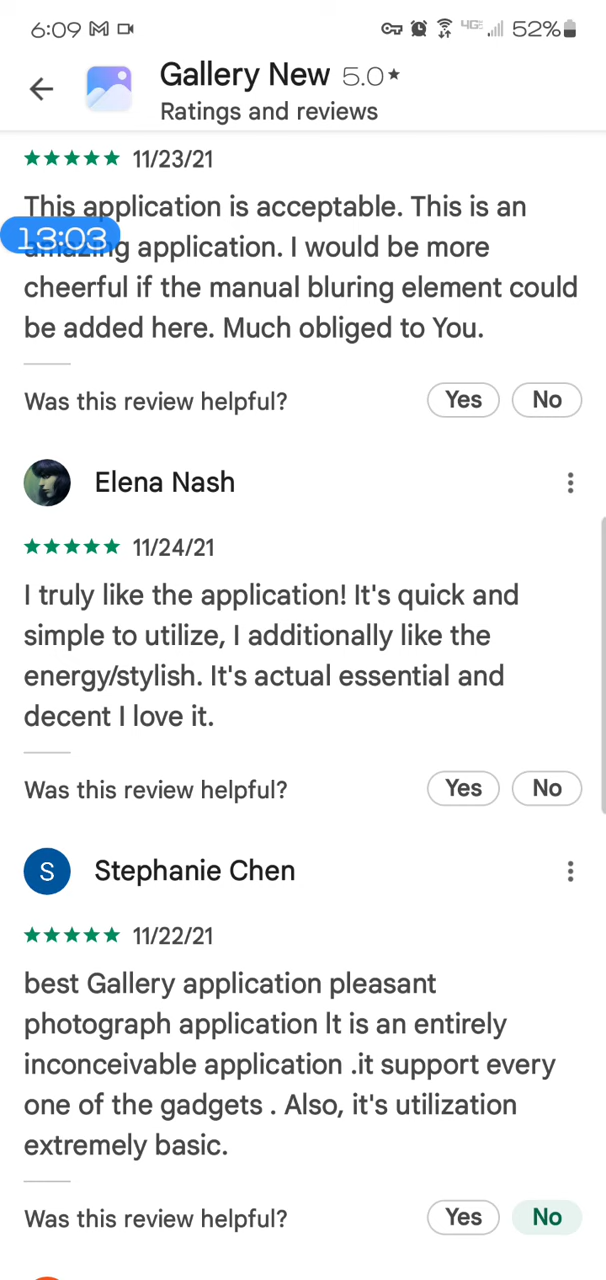 6:09 52%
Gallery New 5.0★
Ratings and reviews
★★★★★ 11/23/21
This application is acceptable. This is an
13:03
amazing application. I would be more
cheerful if the manual bluring element could
be added here. Much obliged to You.
Was this review helpful? Yes No
Elena Nash
★★★★★ 11/24/21
I truly like the application! It's quick and
simple to utilize, I additionally like the
energy/stylish. It's actual essential and
decent I love it.
Was this review helpful? Yes No
S Stephanie Chen
★★★★★ 11/22/21
best Gallery application pleasant
photograph application lt is an entirely
inconceivable application .it support every
one of the gadgets . Also, it's utilization
extremely basic.
Was this review helpful? Yes No